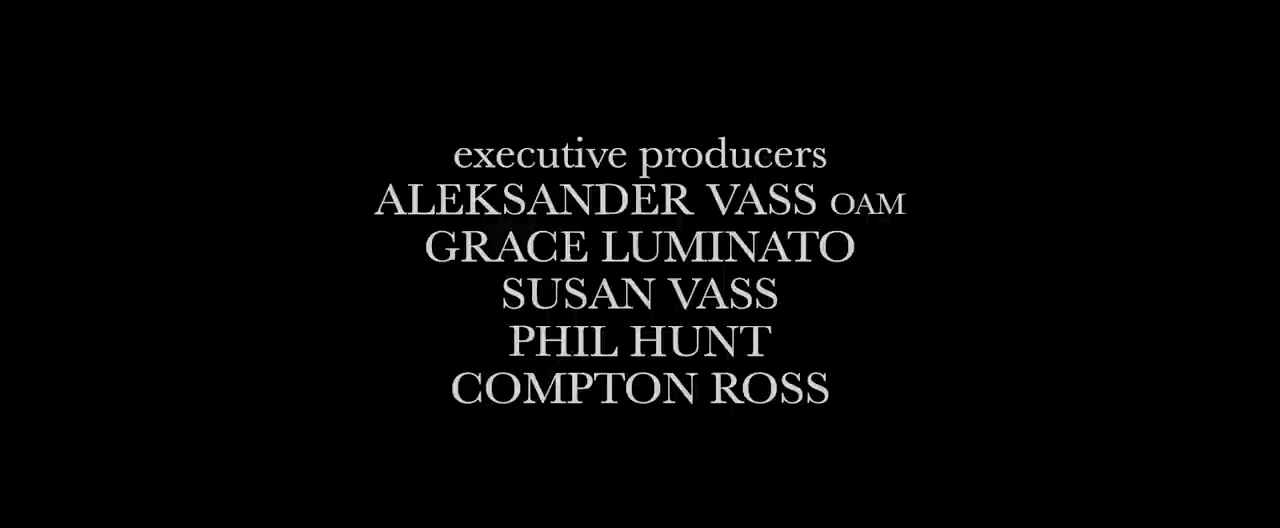 executive producers
ALEKSANDER VASS OAM
GRACE LUMINATO
SUSAN VASS
PHIL HUNT
COMPTON ROSS